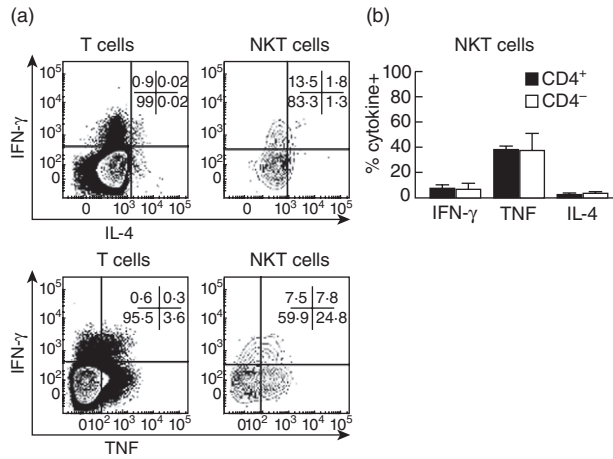 (a)
T cells
NKT cells
IFN-γ
10⁵
10⁴
10³
10²
0
0·9 0·02
99 0·02
0 10³ 10⁴ 10⁵
10⁵
10⁴
10³
10²
0
13·5 1·8
83·3 1·3
0 10³ 10⁴ 10⁵
IL-4
T cells
NKT cells
IFN-γ
10⁵
10⁴
10³
10²
0
0·6 0·3
95·5 3·6
0 10² 10³ 10⁴ 10⁵
10⁵
10⁴
10³
10²
0
7·5 7·8
59·9 24·8
0 10² 10³ 10⁴ 10⁵
TNF
(b)
NKT cells
% cytokine+
100
80
60
40
20
0
CD4⁺
CD4⁻
IFN-γ TNF IL-4